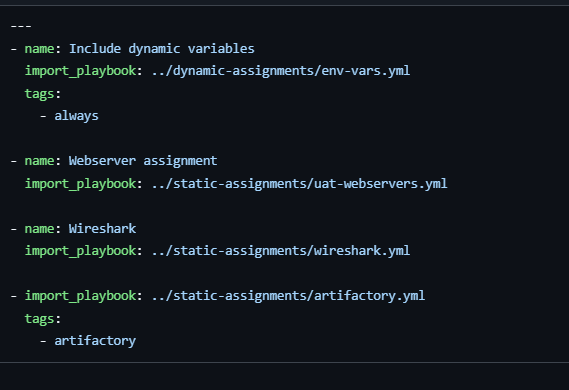 ---
- name: Include dynamic variables
  import_playbook: ../dynamic-assignments/env-vars.yml
  tags:
    - always

- name: Webserver assignment
  import_playbook: ../static-assignments/uat-webservers.yml

- name: Wireshark
  import_playbook: ../static-assignments/wireshark.yml

- import_playbook: ../static-assignments/artifactory.yml
  tags:
    - artifactory